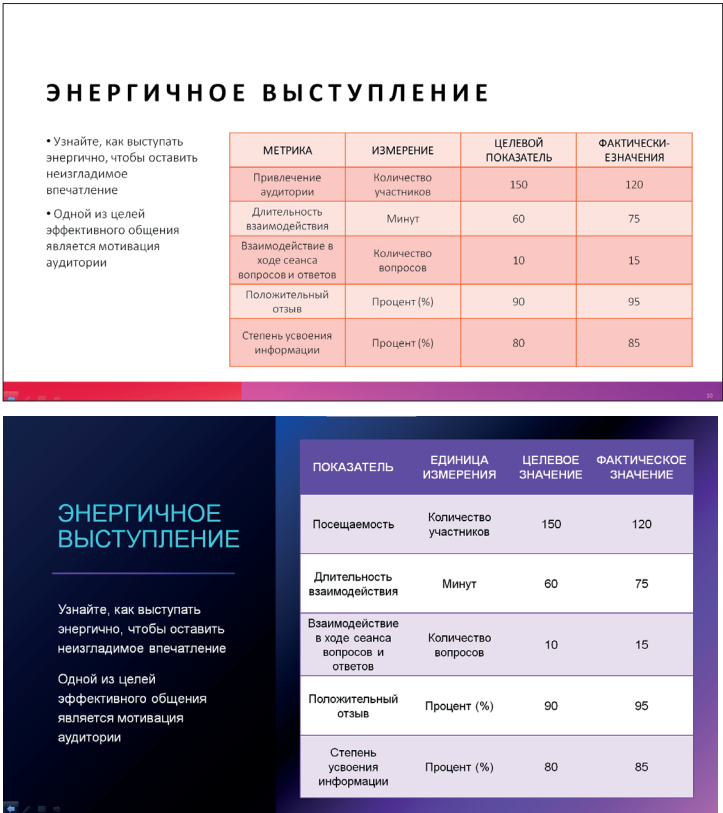 ЭНЕРГИЧНОЕ ВЫСТУПЛЕНИЕ
• Узнайте, как выступать
энергично, чтобы оставить
неизгладимое
впечатление
• Одной из целей
эффективного общения
является мотивация
аудитории
МЕТРИКА
ИЗМЕРЕНИЕ
ЦЕЛЕВОЙ
ПОКАЗАТЕЛЬ
ФАКТИЧЕСКИ-
ЕЗНАЧЕНИЯ
Привлечение
аудитории
Количество
участников
150
120
Длительность
взаимодействия
Минут
60
75
Взаимодействие в
ходе сеанса
вопросов и ответов
Количество
вопросов
10
15
Положительный
отзыв
Процент (%)
90
95
Степень усвоения
информации
Процент (%)
80
85
10
ЭНЕРГИЧНОЕ
ВЫСТУПЛЕНИЕ
Узнайте, как выступать
энергично, чтобы оставить
неизгладимое впечатление
Одной из целей
эффективного общения
является мотивация
аудитории
ПОКАЗАТЕЛЬ
ЕДИНИЦА
ИЗМЕРЕНИЯ
ЦЕЛЕВОЕ
ЗНАЧЕНИЕ
ФАКТИЧЕСКОЕ
ЗНАЧЕНИЕ
Посещаемость
Количество
участников
150
120
Длительность
взаимодействия
Минут
60
75
Взаимодействие
в ходе сеанса
вопросов и
ответов
Количество
вопросов
10
15
Положительный
отзыв
Процент (%)
90
95
Степень
усвоения
информации
Процент (%)
80
85